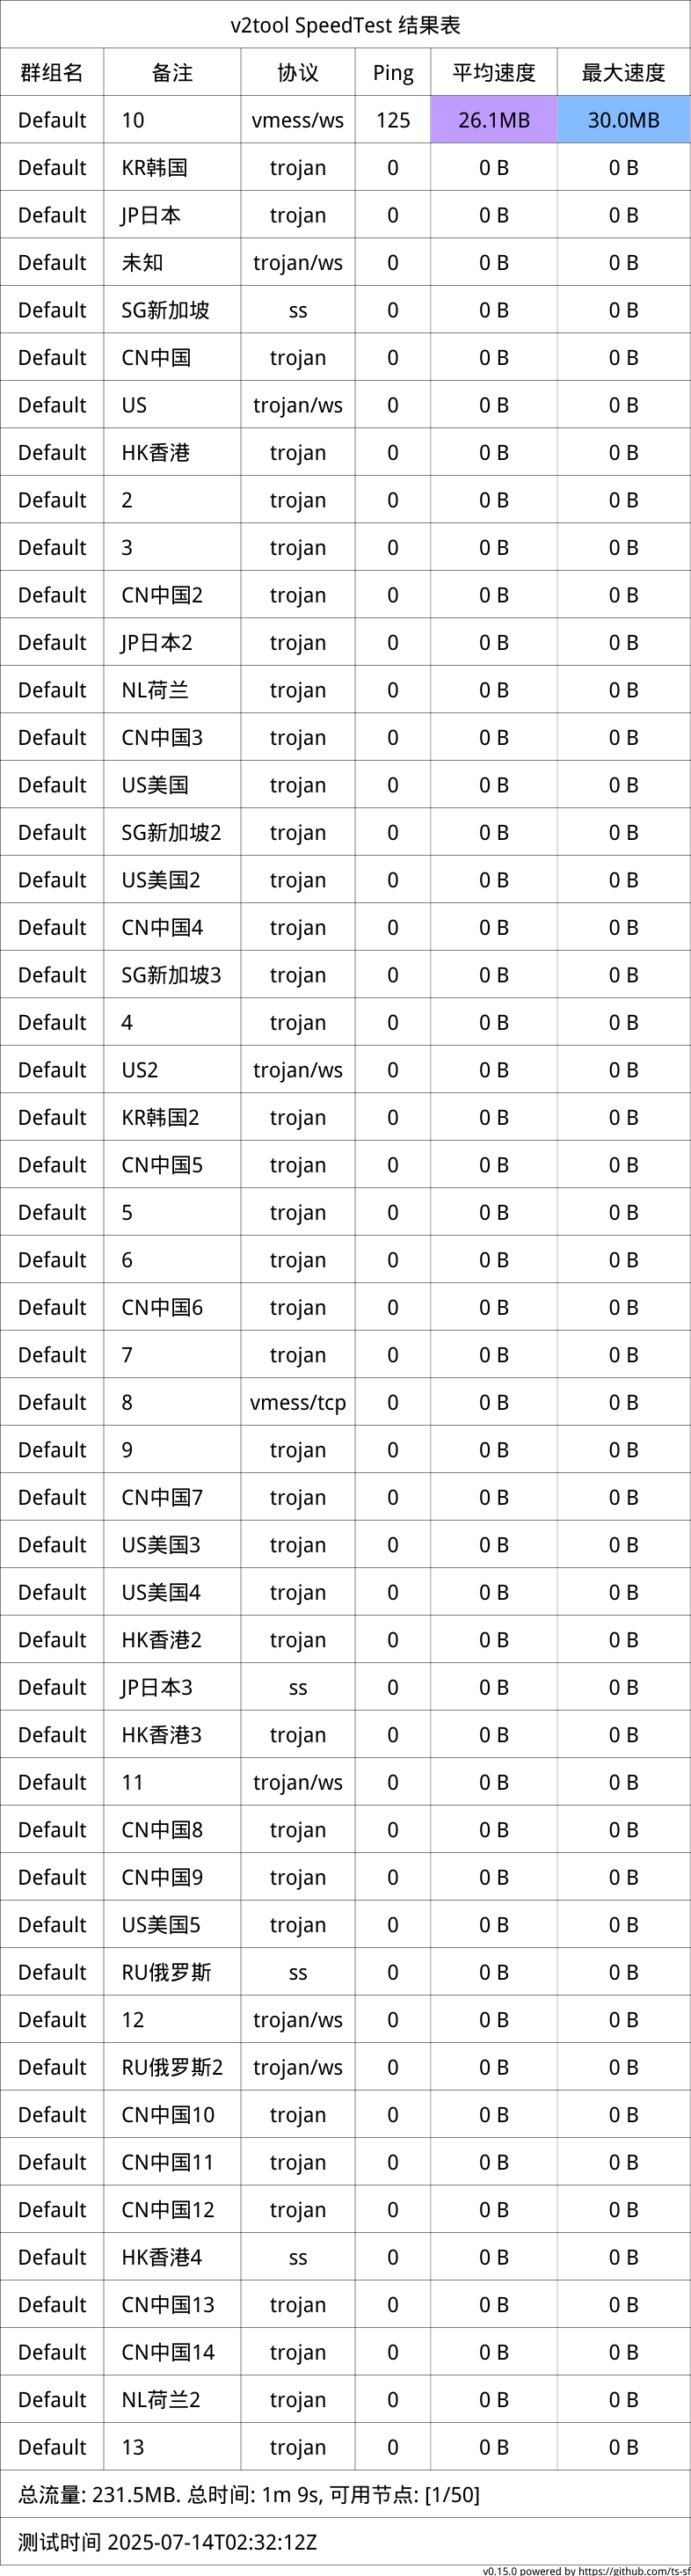 v2tool SpeedTest 结果表
群组名 备注 协议 Ping 平均速度 最大速度
Default 10 vmess/ws 125 26.1MB 30.0MB
Default KR韩国 trojan 0 0 B 0 B
Default JP日本 trojan 0 0 B 0 B
Default 未知 trojan/ws 0 0 B 0 B
Default SG新加坡 ss 0 0 B 0 B
Default CN中国 trojan 0 0 B 0 B
Default US trojan/ws 0 0 B 0 B
Default HK香港 trojan 0 0 B 0 B
Default 2 trojan 0 0 B 0 B
Default 3 trojan 0 0 B 0 B
Default CN中国2 trojan 0 0 B 0 B
Default JP日本2 trojan 0 0 B 0 B
Default NL荷兰 trojan 0 0 B 0 B
Default CN中国3 trojan 0 0 B 0 B
Default US美国 trojan 0 0 B 0 B
Default SG新加坡2 trojan 0 0 B 0 B
Default US美国2 trojan 0 0 B 0 B
Default CN中国4 trojan 0 0 B 0 B
Default SG新加坡3 trojan 0 0 B 0 B
Default 4 trojan 0 0 B 0 B
Default US2 trojan/ws 0 0 B 0 B
Default KR韩国2 trojan 0 0 B 0 B
Default CN中国5 trojan 0 0 B 0 B
Default 5 trojan 0 0 B 0 B
Default 6 trojan 0 0 B 0 B
Default CN中国6 trojan 0 0 B 0 B
Default 7 trojan 0 0 B 0 B
Default 8 vmess/tcp 0 0 B 0 B
Default 9 trojan 0 0 B 0 B
Default CN中国7 trojan 0 0 B 0 B
Default US美国3 trojan 0 0 B 0 B
Default US美国4 trojan 0 0 B 0 B
Default HK香港2 trojan 0 0 B 0 B
Default JP日本3 ss 0 0 B 0 B
Default HK香港3 trojan 0 0 B 0 B
Default 11 trojan/ws 0 0 B 0 B
Default CN中国8 trojan 0 0 B 0 B
Default CN中国9 trojan 0 0 B 0 B
Default US美国5 trojan 0 0 B 0 B
Default RU俄罗斯 ss 0 0 B 0 B
Default 12 trojan/ws 0 0 B 0 B
Default RU俄罗斯2 trojan/ws 0 0 B 0 B
Default CN中国10 trojan 0 0 B 0 B
Default CN中国11 trojan 0 0 B 0 B
Default CN中国12 trojan 0 0 B 0 B
Default HK香港4 ss 0 0 B 0 B
Default CN中国13 trojan 0 0 B 0 B
Default CN中国14 trojan 0 0 B 0 B
Default NL荷兰2 trojan 0 0 B 0 B
Default 13 trojan 0 0 B 0 B
总流量: 231.5MB. 总时间: 1m 9s, 可用节点: [1/50]
测试时间 2025-07-14T02:32:12Z
v0.15.0 powered by https://github.com/ts-sf